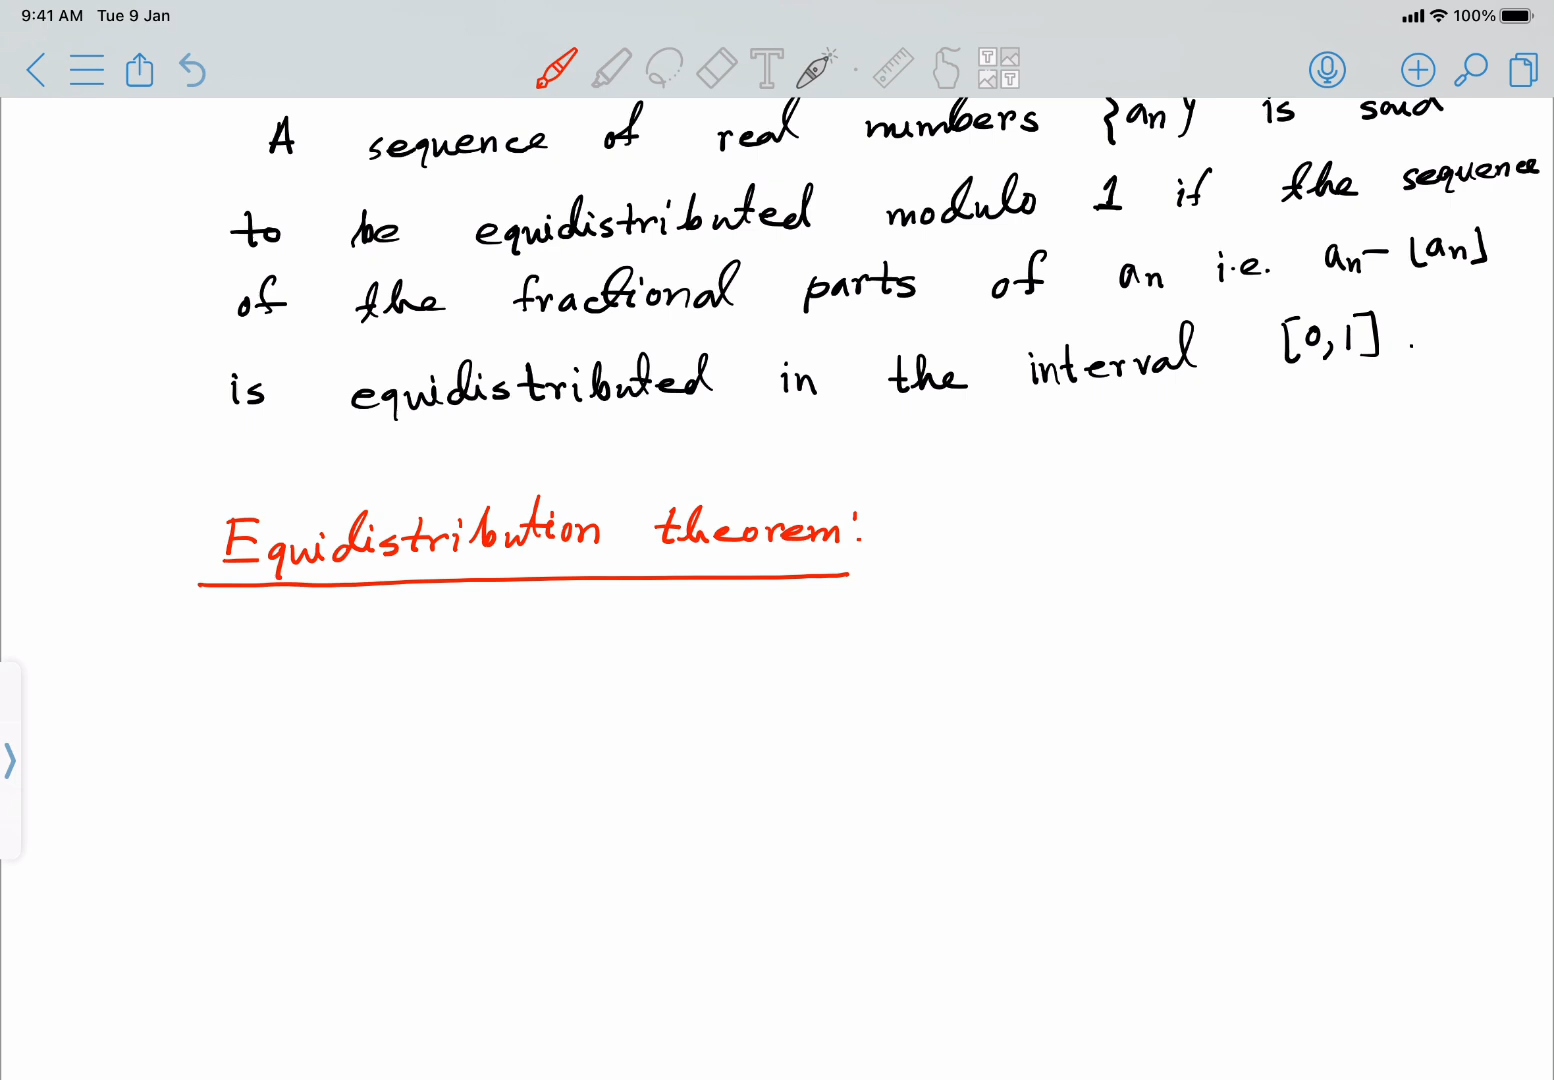 9:41 AM Tue 9 Jan
100%
A sequence of real numbers {an} is said
to be equidistributed modulo 1 if the sequence
of the fractional parts of an i.e. an - ⌊an⌋
is equidistributed in the interval [0,1].
Equidistribution theorem: